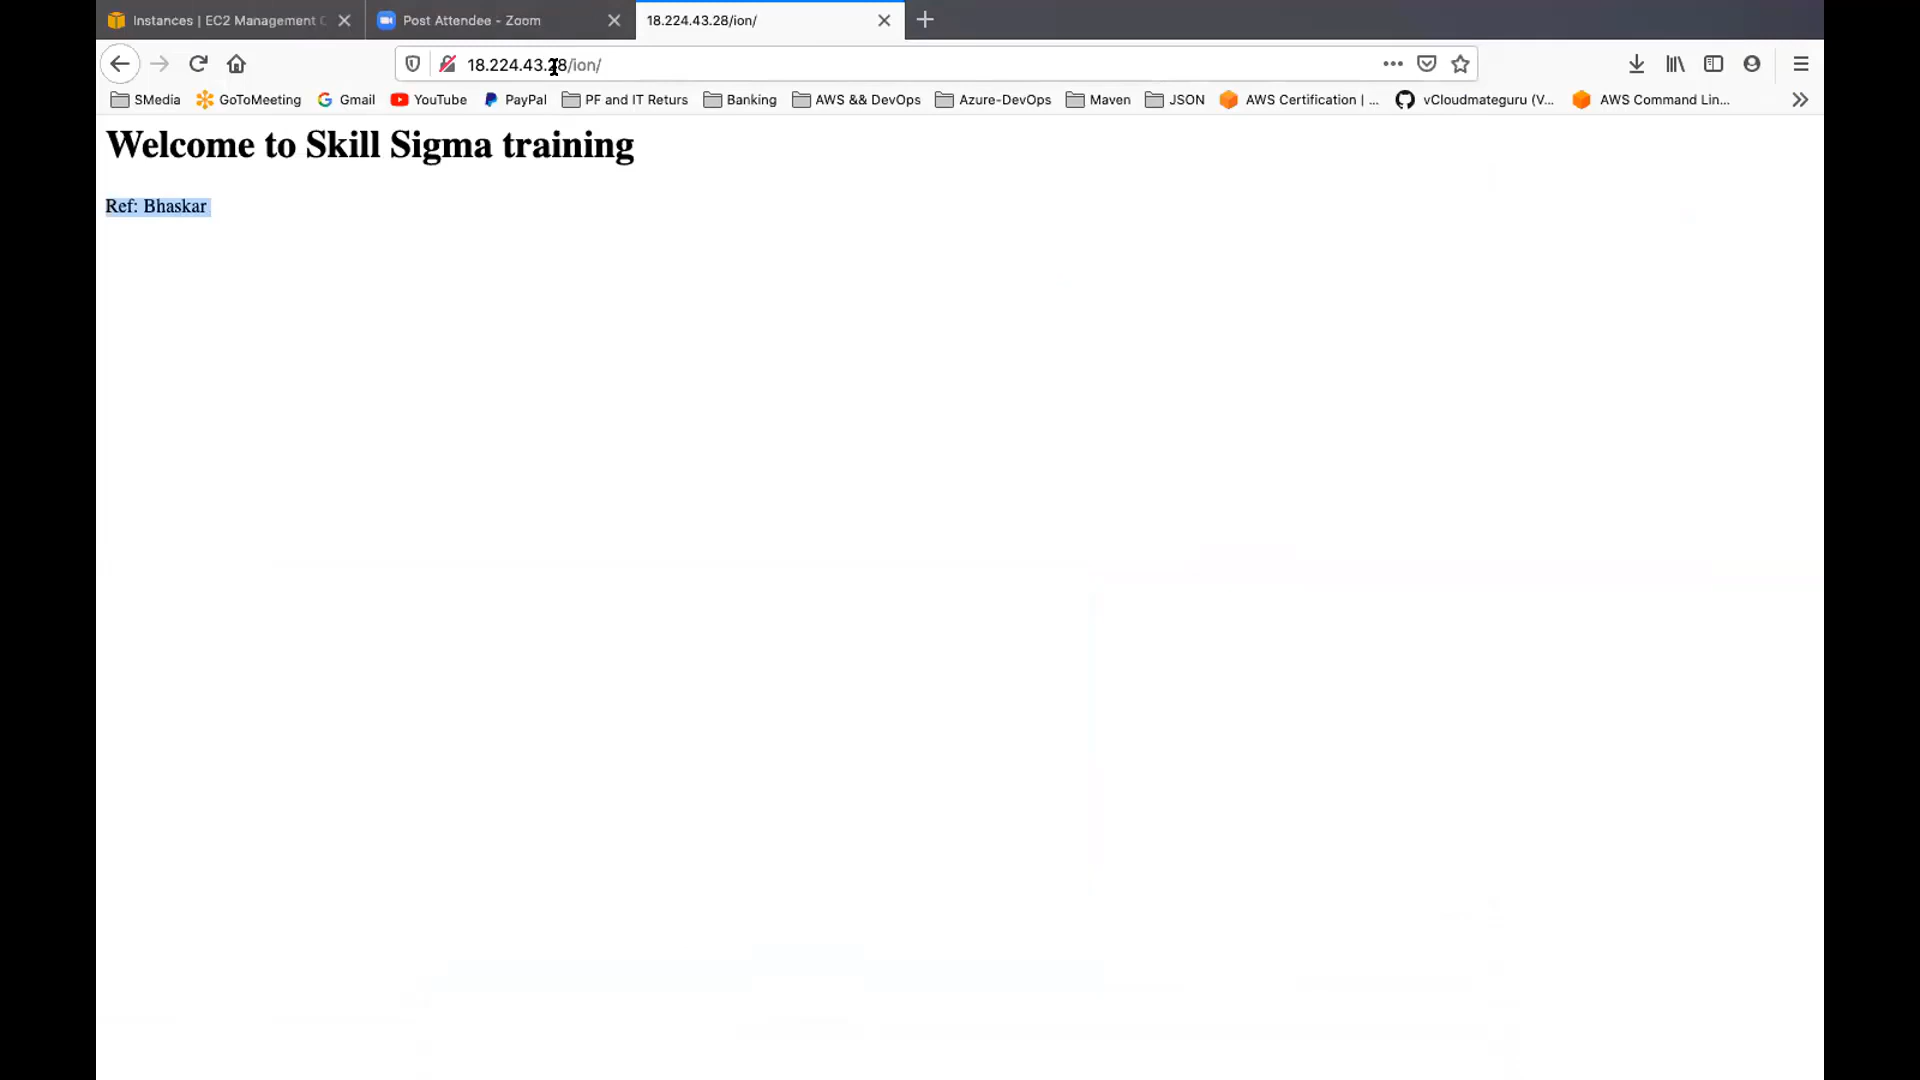 Instances | EC2 Management C
Post Attendee - Zoom
18.224.43.28/ion/
18.224.43.28/ion/
SMedia
GoToMeeting
Gmail
YouTube
PayPal
PF and IT Returs
Banking
AWS && DevOps
Azure-DevOps
Maven
JSON
AWS Certification | ...
vCloudmateguru (V...
AWS Command Lin...
Welcome to Skill Sigma training
Ref: Bhaskar